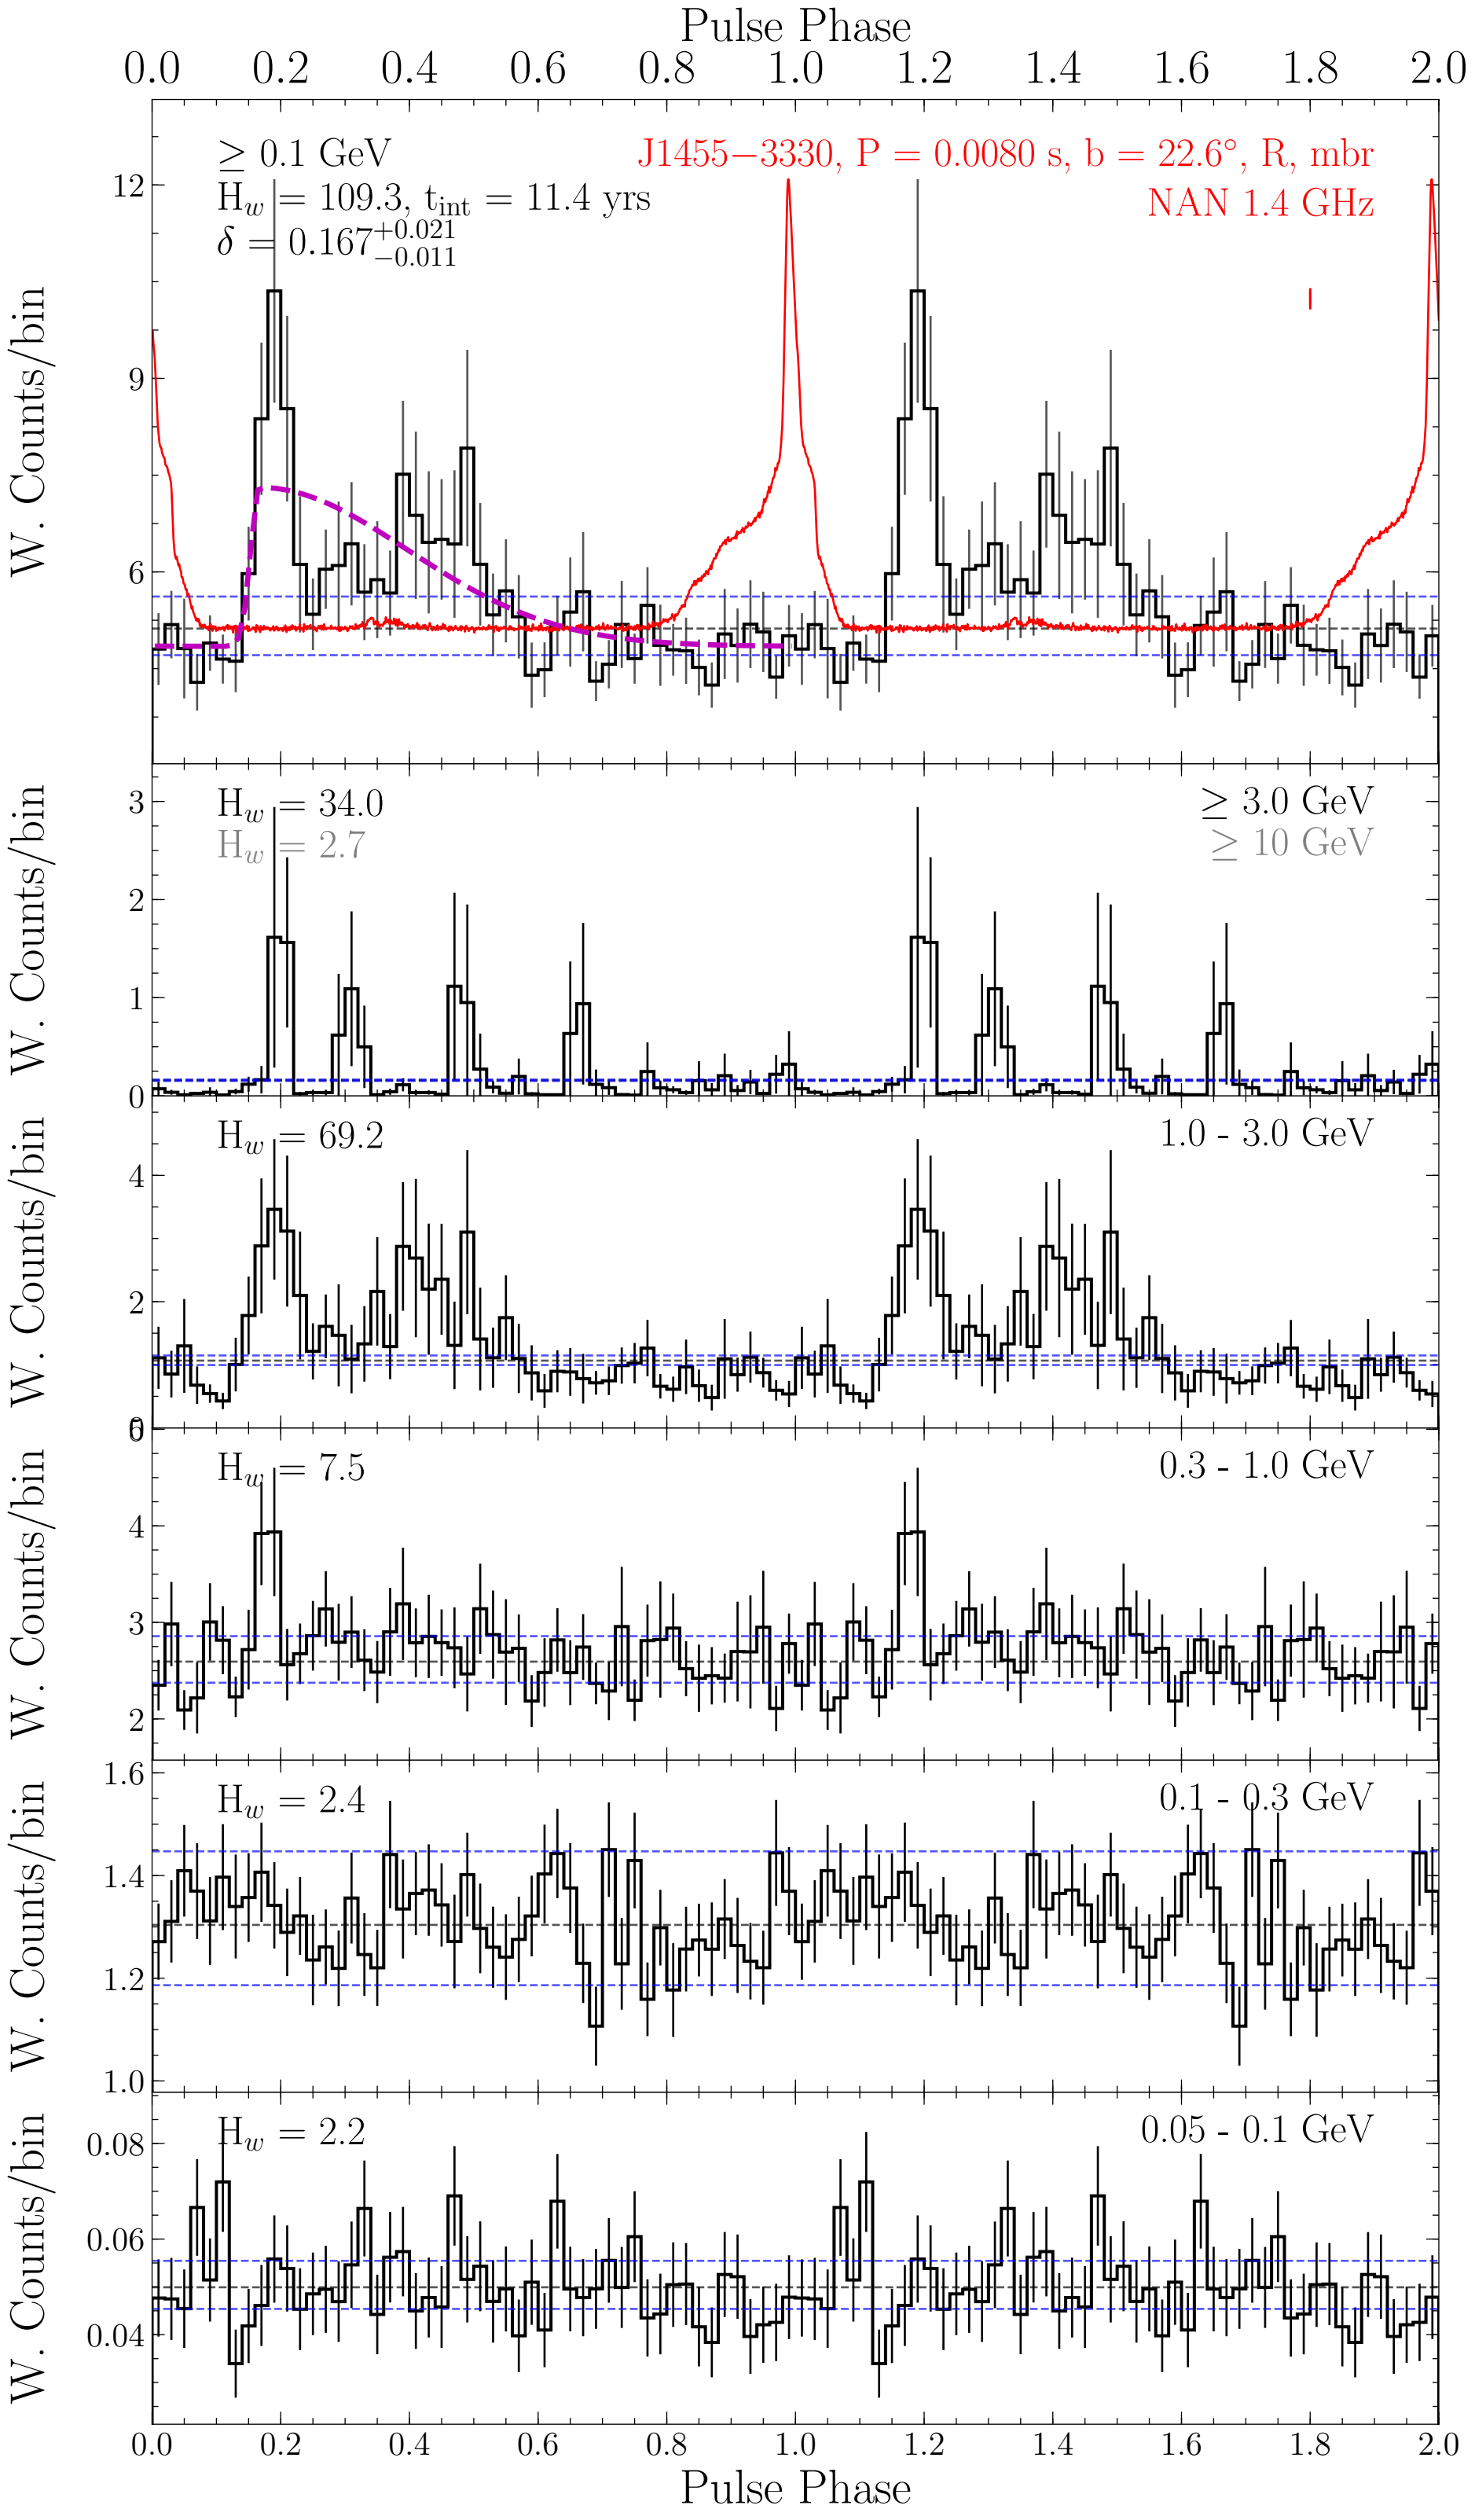 Pulse Phase
0.0 0.2 0.4 0.6 0.8 1.0 1.2 1.4 1.6 1.8 2.0
≥ 0.1 GeV
H_w = 109.3, t_int = 11.4 yrs
δ = 0.167^{+0.021}_{−0.011}
J1455−3330, P = 0.0080 s, b = 22.6°, R, mbr
NAN 1.4 GHz
12
9
6
W. Counts/bin
H_w = 34.0
H_w = 2.7
≥ 3.0 GeV
≥ 10 GeV
3
2
1
0
W. Counts/bin
H_w = 69.2
1.0 - 3.0 GeV
4
2
0
W. Counts/bin
H_w = 7.5
0.3 - 1.0 GeV
4
3
2
W. Counts/bin
H_w = 2.4
0.1 - 0.3 GeV
1.6
1.4
1.2
1.0
W. Counts/bin
H_w = 2.2
0.05 - 0.1 GeV
0.08
0.06
0.04
W. Counts/bin
0.0 0.2 0.4 0.6 0.8 1.0 1.2 1.4 1.6 1.8 2.0
Pulse Phase